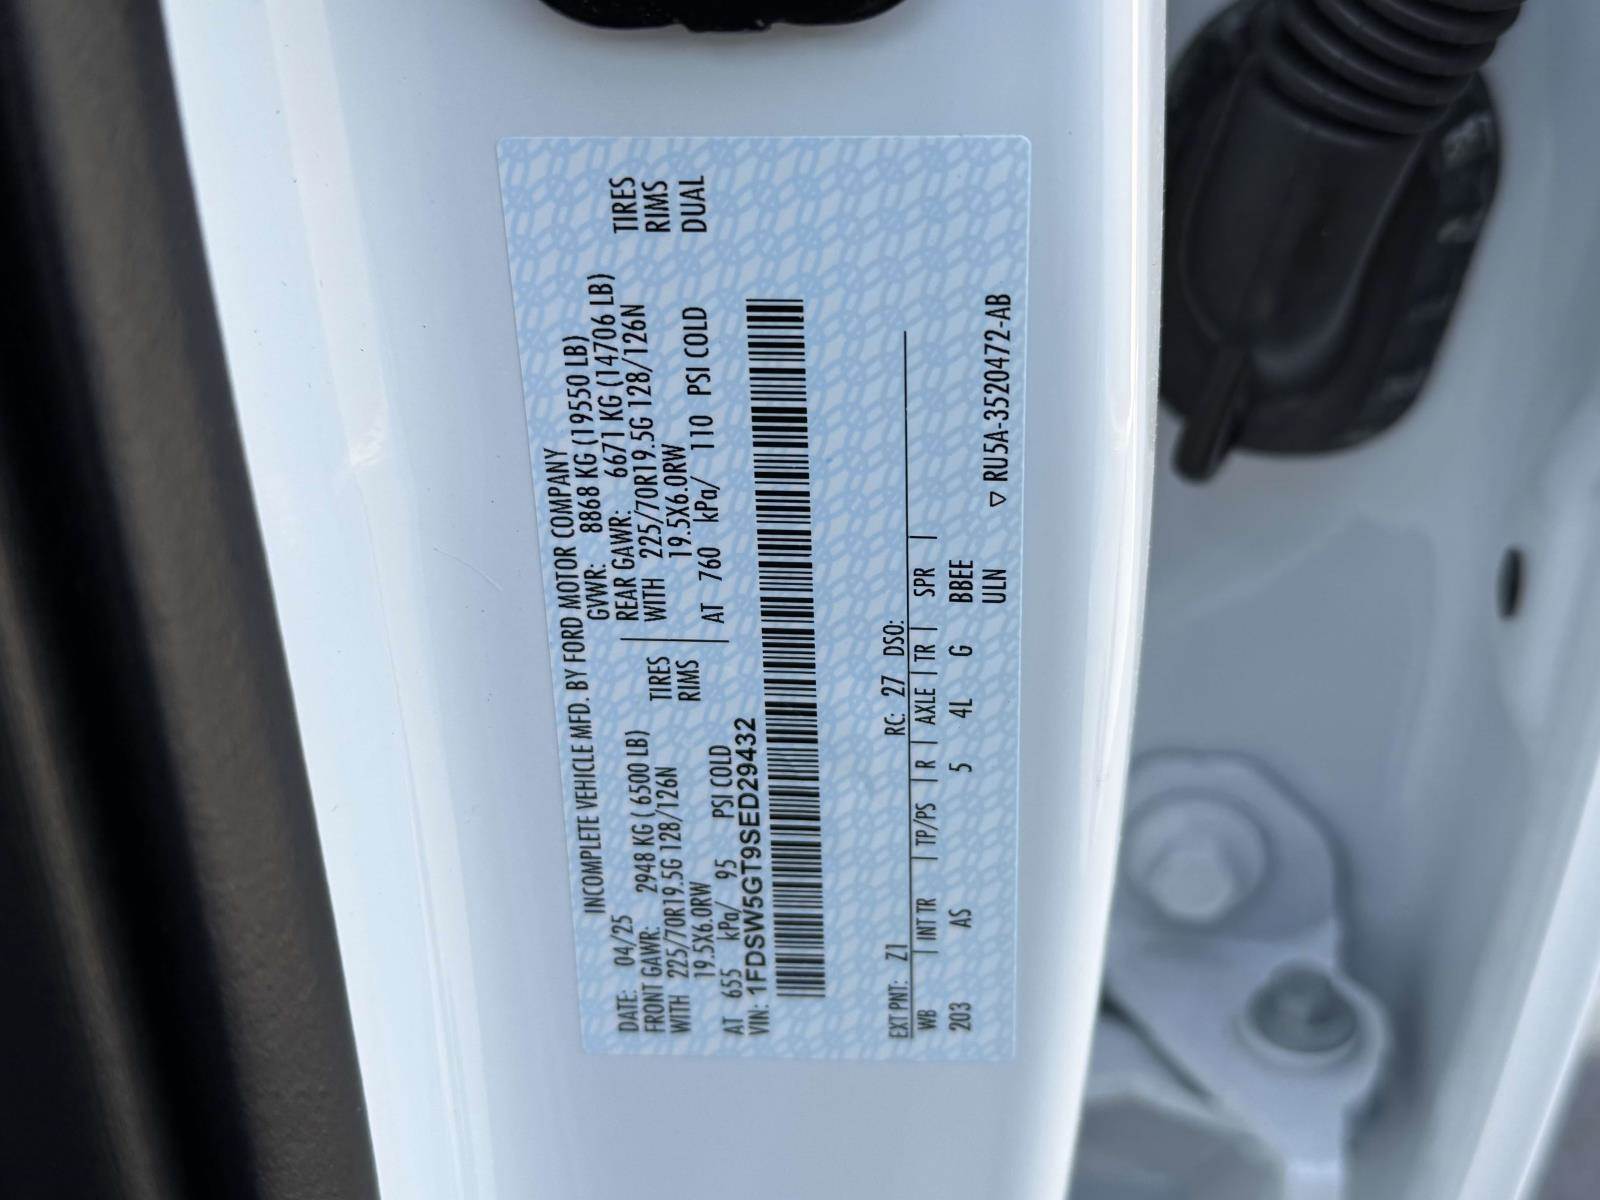 INCOMPLETE VEHICLE MFD. BY FORD MOTOR COMPANY
DATE: 04/25 GVWR: 8868 KG (19550 LB)
FRONT GAWR: 2948 KG ( 6500 LB) REAR GAWR: 6671 KG (14706 LB)
WITH 225/70R19.5G 128/126N TIRES WITH 225/70R19.5G 128/126N TIRES
19.5X6.0RW RIMS 19.5X6.0RW RIMS
AT 655 kPa/ 95 PSI COLD AT 760 kPa/ 110 PSI COLD DUAL
VIN: 1FDSW5GT9SED29432
EXT PNT: Z1 RC: 27 DSO:
WB | INT TR | TP/PS | R | AXLE | TR | SPR |
203 AS 5 4L G BBEE
ULN ▽ RU5A-3520472-AB